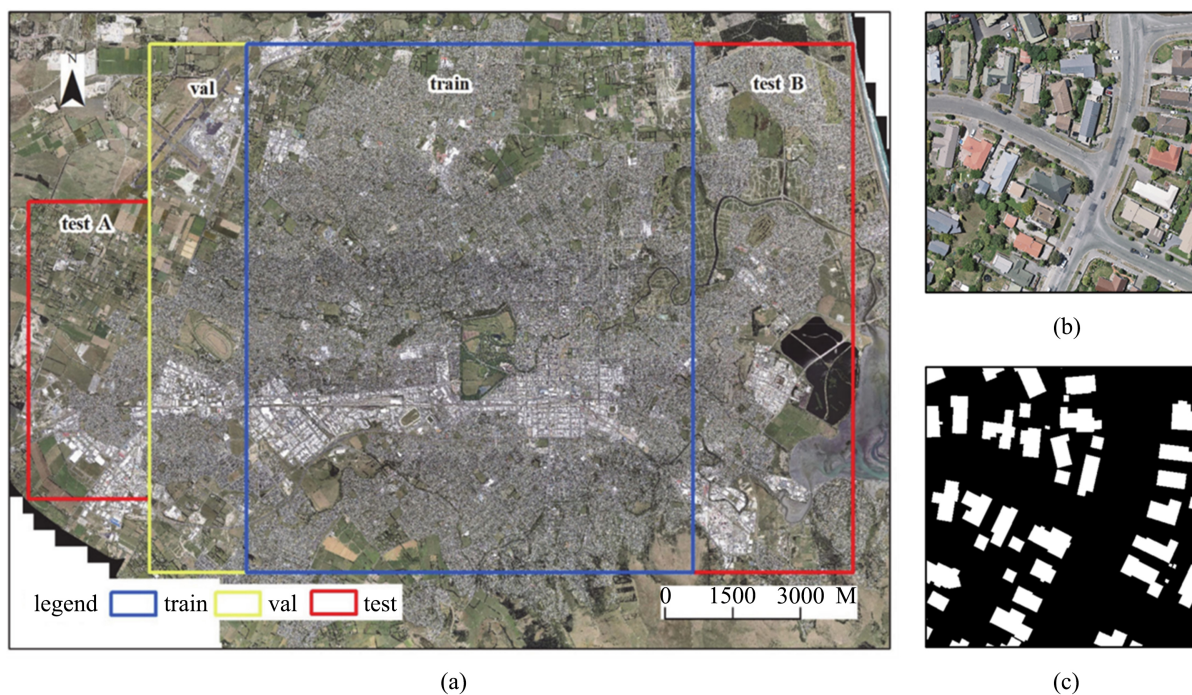 N
val
train
test B
test A
legend train val test
0 1500 3000 M
(a)
(b)
(c)